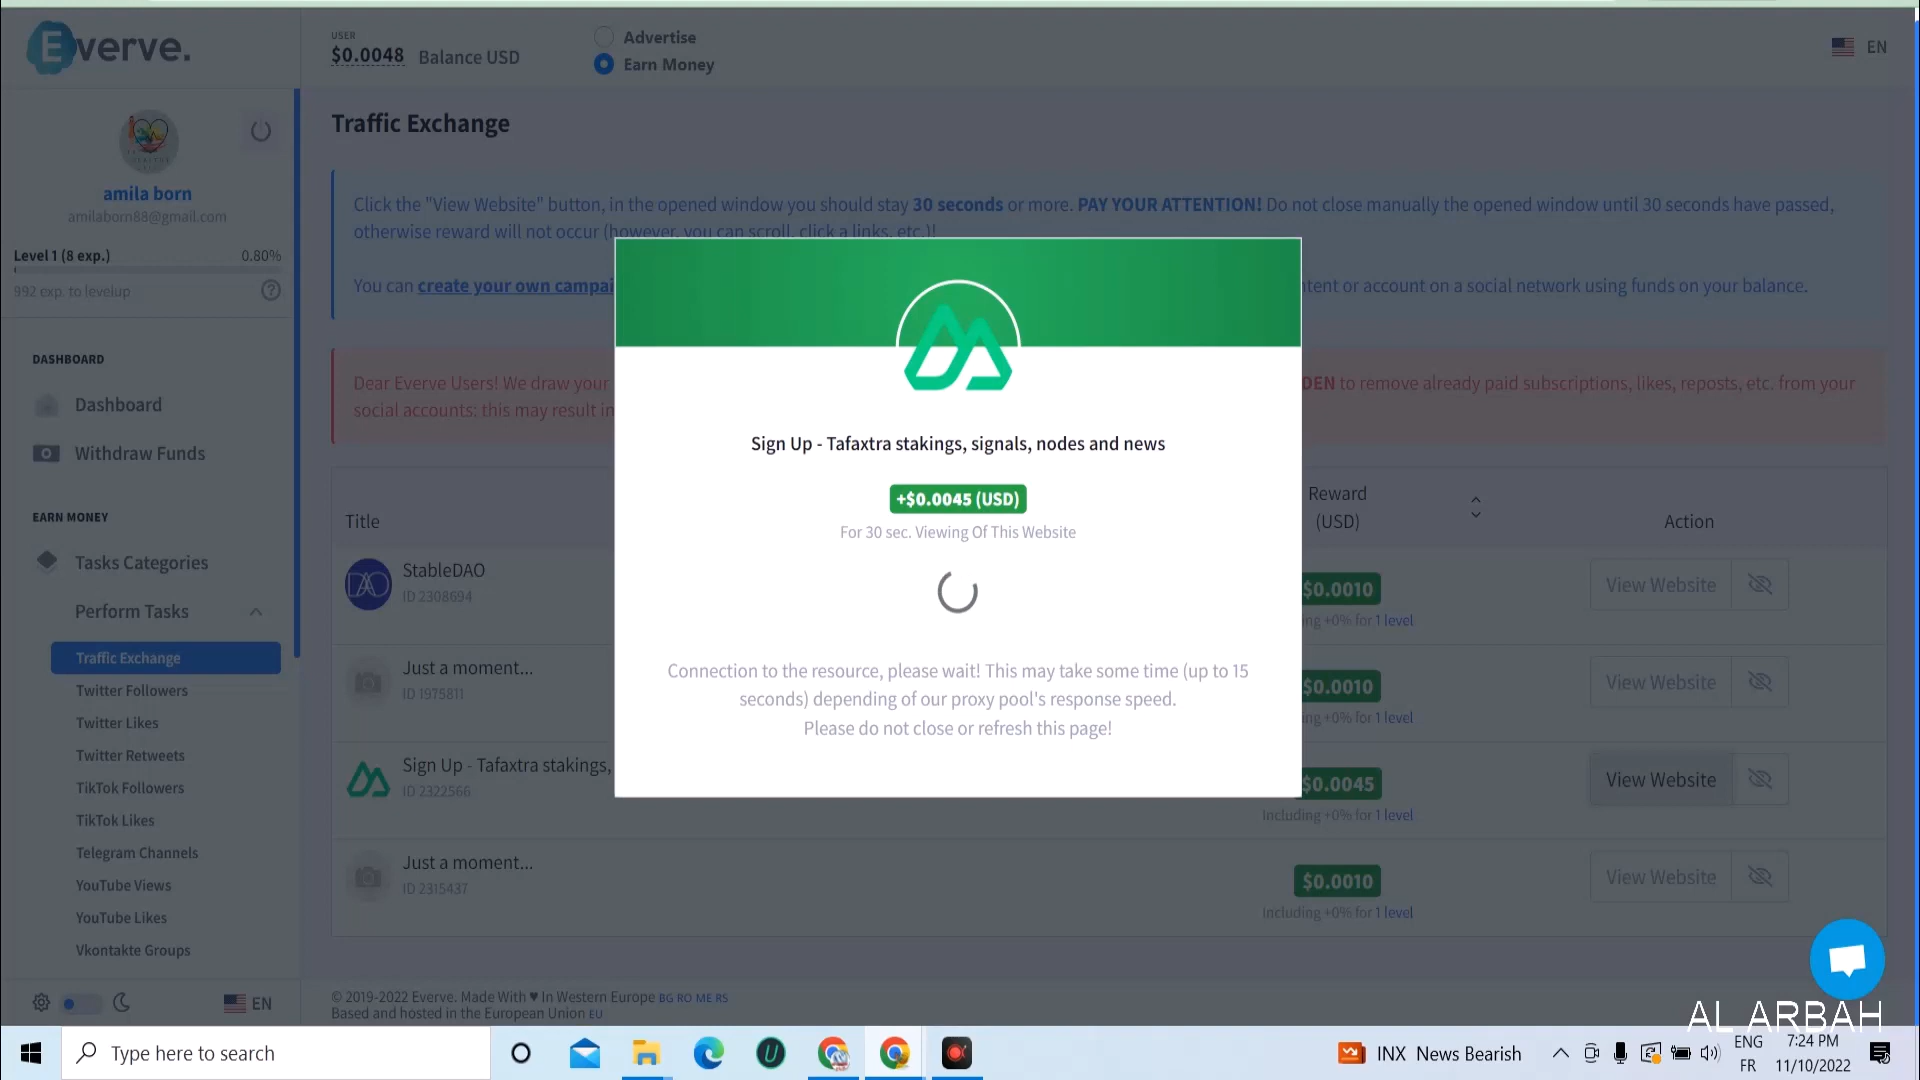 Everve.
USER
$0.0048 Balance USD
Advertise
Earn Money
EN
amila born
amilaborn88@gmail.com
Level 1 (8 exp.) 0.80%
992 exp. to levelup
DASHBOARD
Dashboard
Withdraw Funds
EARN MONEY
Tasks Categories
Perform Tasks
Traffic Exchange
Twitter Followers
Twitter Likes
Twitter Retweets
TikTok Followers
TikTok Likes
Telegram Channels
YouTube Views
YouTube Likes
Vkontakte Groups
EN
Traffic Exchange
Click the "View Website" button, in the opened window you should stay 30 seconds or more. PAY YOUR ATTENTION! Do not close manually the opened window until 30 seconds have passed,
otherwise reward will not occur (however, you can scroll, click a links, etc.)!
You can create your own campai
ntent or account on a social network using funds on your balance.
Dear Everve Users! We draw your
DEN to remove already paid subscriptions, likes, reposts, etc. from your
social accounts: this may result in
Sign Up - Tafaxtra stakings, signals, nodes and news
+$0.0045 (USD)
For 30 sec. Viewing Of This Website
Connection to the resource, please wait! This may take some time (up to 15
seconds) depending of our proxy pool's response speed.
Please do not close or refresh this page!
Title
Reward
(USD)
Action
StableDAO
ID 2308694
$0.0010
ng +0% for 1 level
View Website
Just a moment...
ID 1975811
$0.0010
ing +0% for 1 level
View Website
Sign Up - Tafaxtra stakings,
ID 2322566
$0.0045
Including +0% for 1 level
View Website
Just a moment...
ID 2315437
$0.0010
Including +0% for 1 level
View Website
© 2019-2022 Everve. Made With ♥ In Western Europe BG RO ME RS
Based and hosted in the European Union EU
AL ARBAH
Type here to search
INX News Bearish
ENG
FR
7:24 PM
11/10/2022